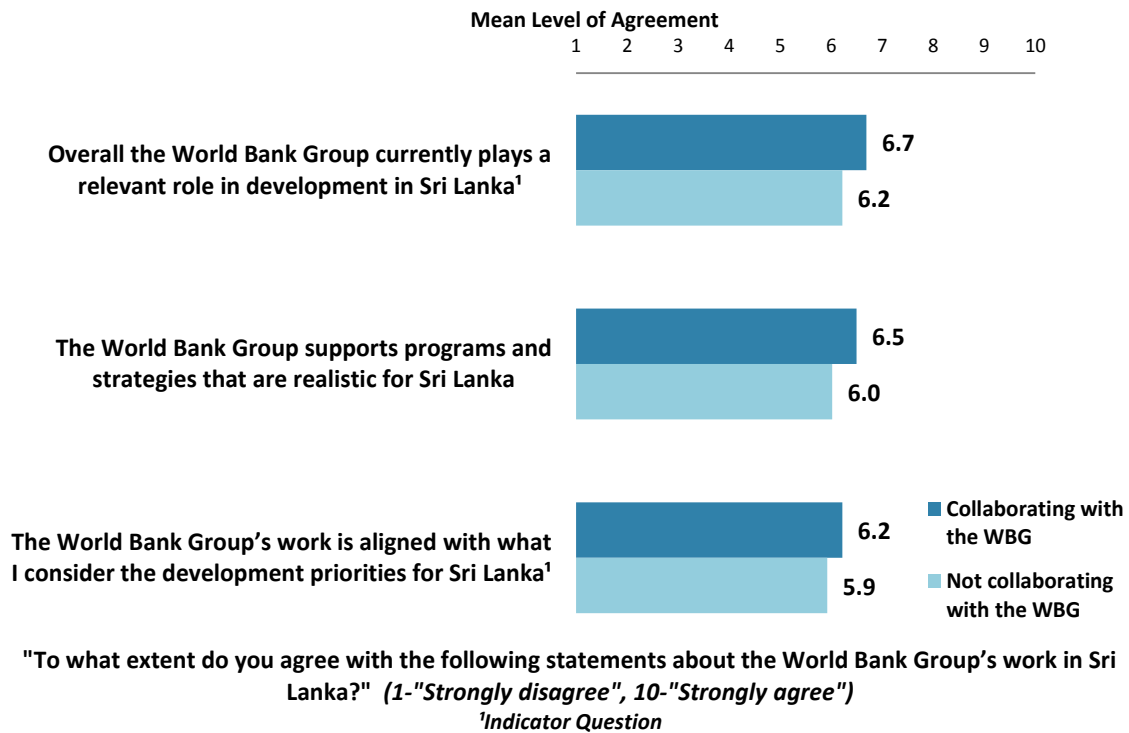 Mean Level of Agreement
1 2 3 4 5 6 7 8 9 10
Overall the World Bank Group currently plays a
relevant role in development in Sri Lanka¹
6.7
6.2
The World Bank Group supports programs and
strategies that are realistic for Sri Lanka
6.5
6.0
The World Bank Group’s work is aligned with what
I consider the development priorities for Sri Lanka¹
6.2
5.9
Collaborating with
the WBG
Not collaborating
with the WBG
"To what extent do you agree with the following statements about the World Bank Group’s work in Sri
Lanka?" (1-"Strongly disagree", 10-"Strongly agree")
¹Indicator Question